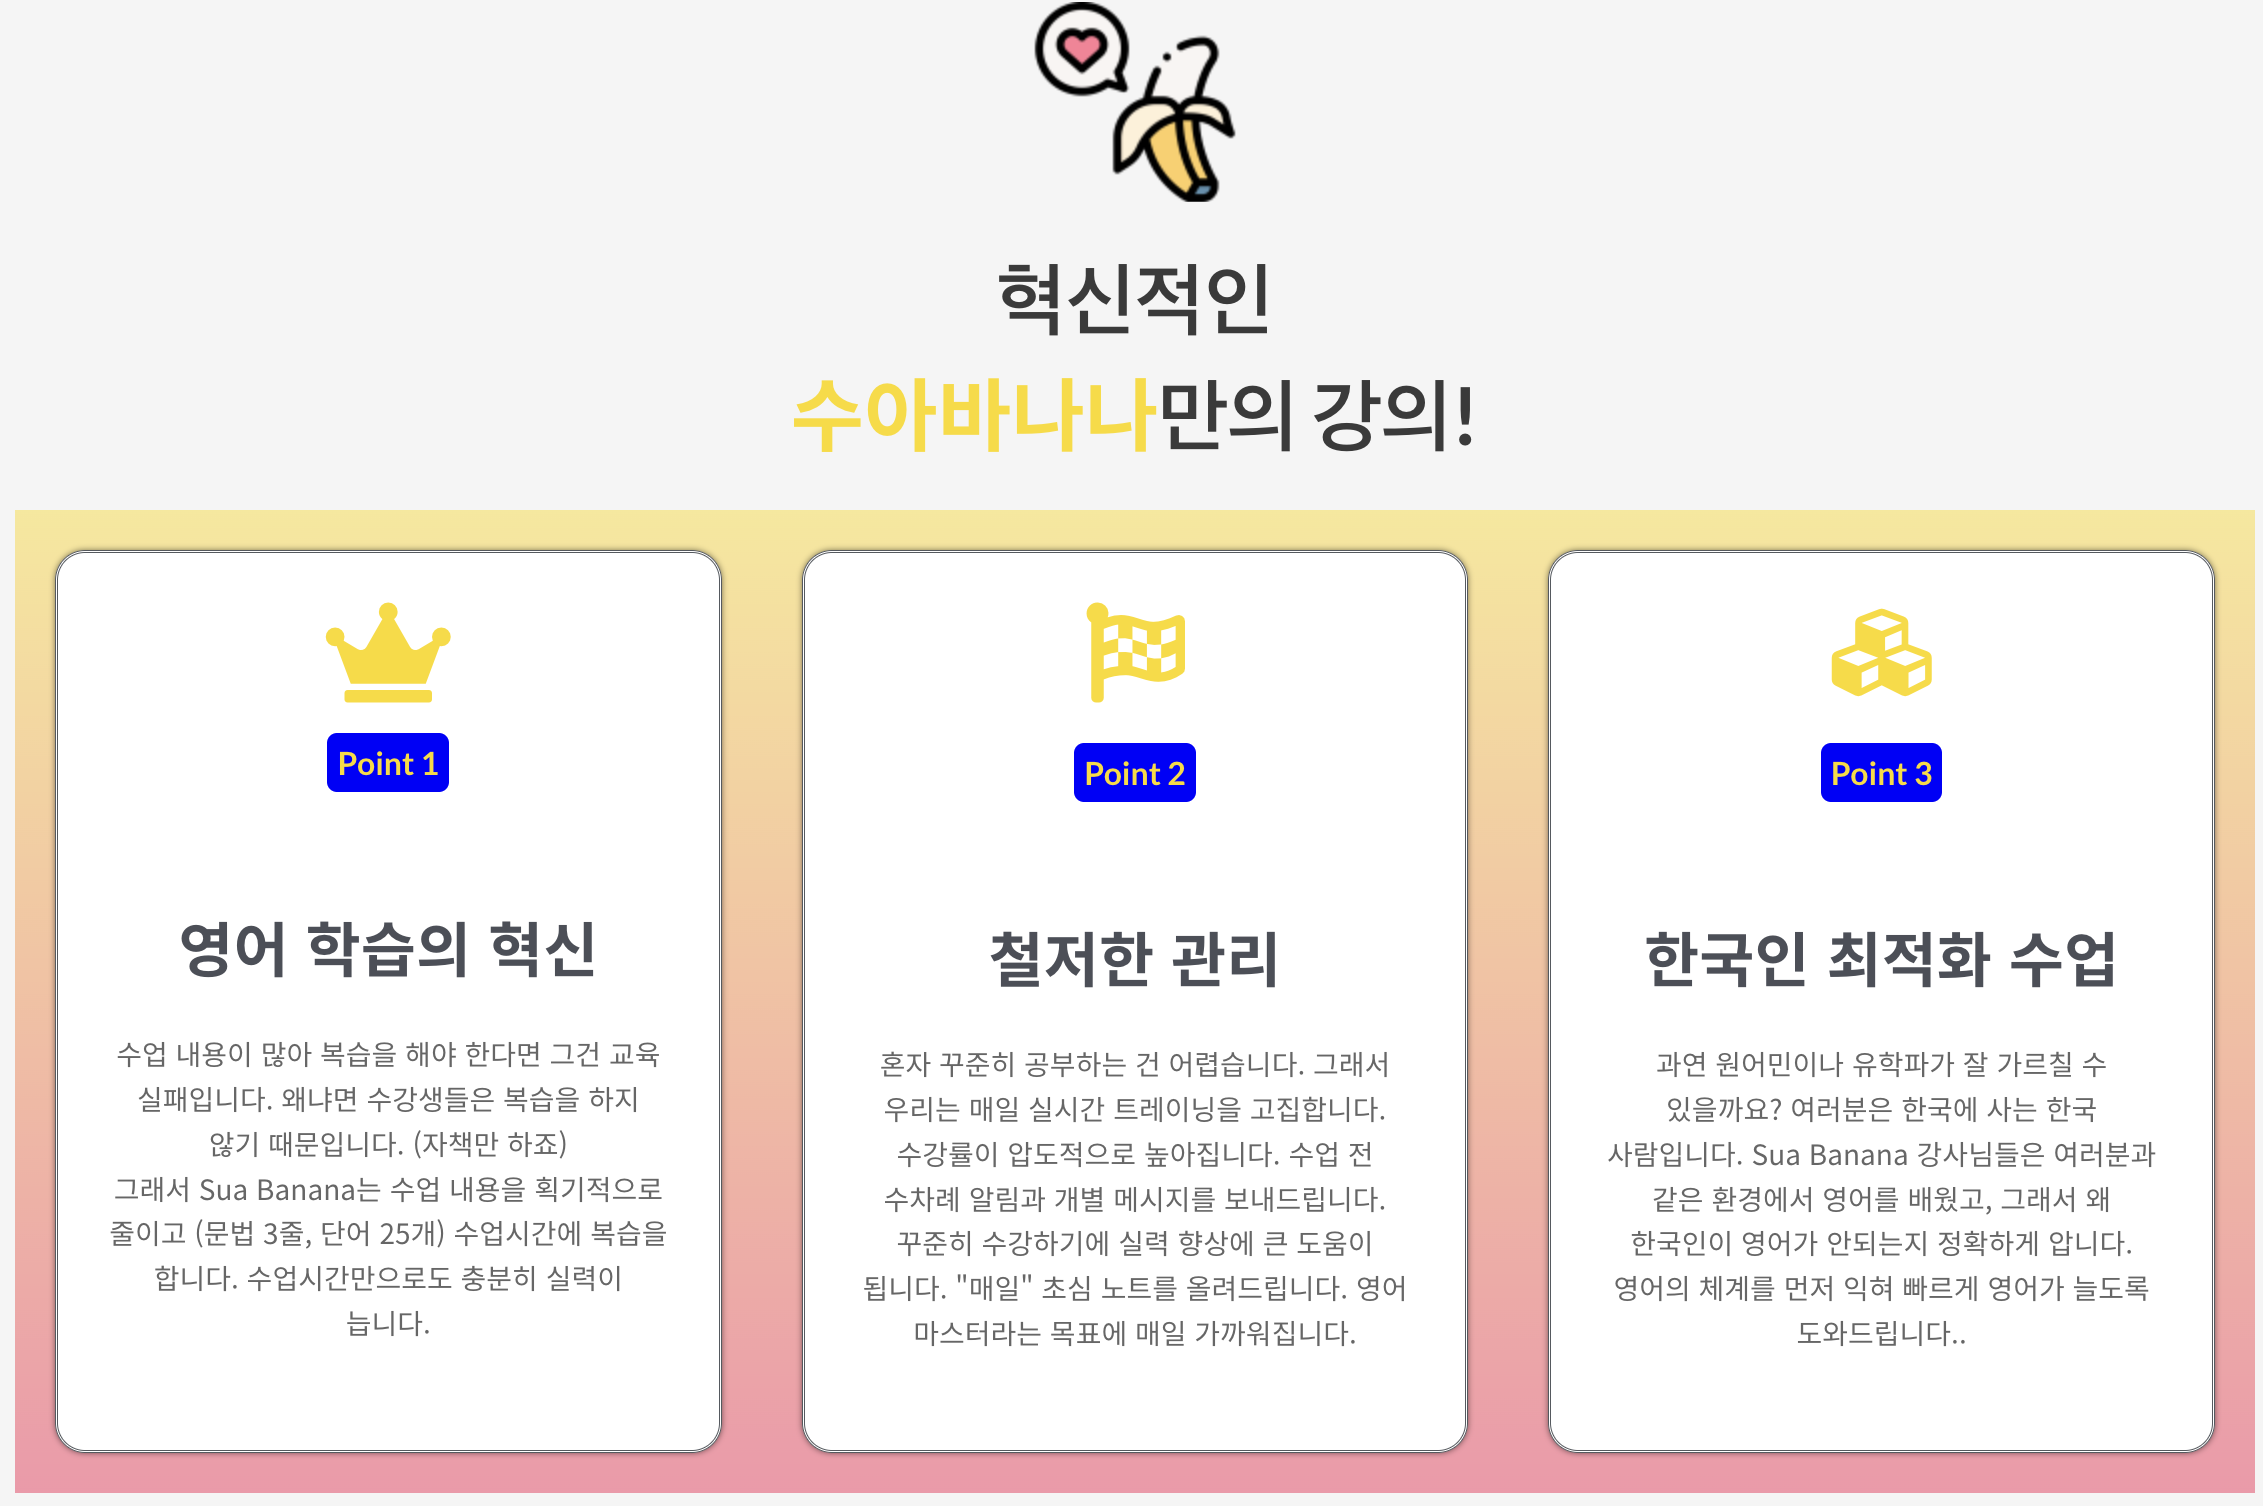 혁신적인
수아바나나만의 강의!
Point 1
영어 학습의 혁신
수업 내용이 많아 복습을 해야 한다면 그건 교육
실패입니다. 왜냐면 수강생들은 복습을 하지
않기 때문입니다. (자책만 하죠)
그래서 Sua Banana는 수업 내용을 획기적으로
줄이고 (문법 3줄, 단어 25개) 수업시간에 복습을
합니다. 수업시간만으로도 충분히 실력이
늡니다.
Point 2
철저한 관리
혼자 꾸준히 공부하는 건 어렵습니다. 그래서
우리는 매일 실시간 트레이닝을 고집합니다.
수강률이 압도적으로 높아집니다. 수업 전
수차례 알림과 개별 메시지를 보내드립니다.
꾸준히 수강하기에 실력 향상에 큰 도움이
됩니다. "매일" 초심 노트를 올려드립니다. 영어
마스터라는 목표에 매일 가까워집니다.
Point 3
한국인 최적화 수업
과연 원어민이나 유학파가 잘 가르칠 수
있을까요? 여러분은 한국에 사는 한국
사람입니다. Sua Banana 강사님들은 여러분과
같은 환경에서 영어를 배웠고, 그래서 왜
한국인이 영어가 안되는지 정확하게 압니다.
영어의 체계를 먼저 익혀 빠르게 영어가 늘도록
도와드립니다..